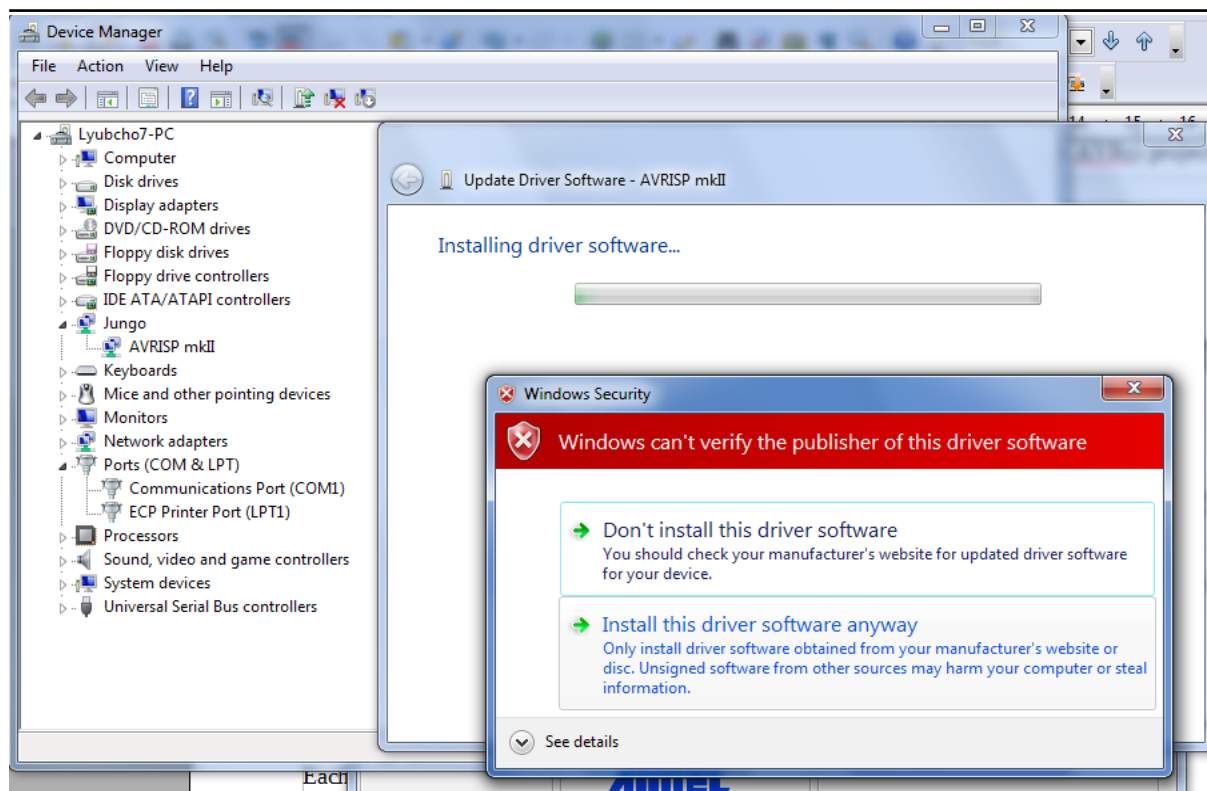 Device Manager
File Action View Help
Lyubcho7-PC
Computer
Disk drives
Display adapters
DVD/CD-ROM drives
Floppy disk drives
Floppy drive controllers
IDE ATA/ATAPI controllers
Jungo
AVRISP mkII
Keyboards
Mice and other pointing devices
Monitors
Network adapters
Ports (COM & LPT)
Communications Port (COM1)
ECP Printer Port (LPT1)
Processors
Sound, video and game controllers
System devices
Universal Serial Bus controllers
14 15 16
Update Driver Software - AVRISP mkII
Installing driver software...
Windows Security
Windows can't verify the publisher of this driver software
Don't install this driver software
You should check your manufacturer's website for updated driver software
for your device.
Install this driver software anyway
Only install driver software obtained from your manufacturer's website or
disc. Unsigned software from other sources may harm your computer or steal
information.
See details
Each